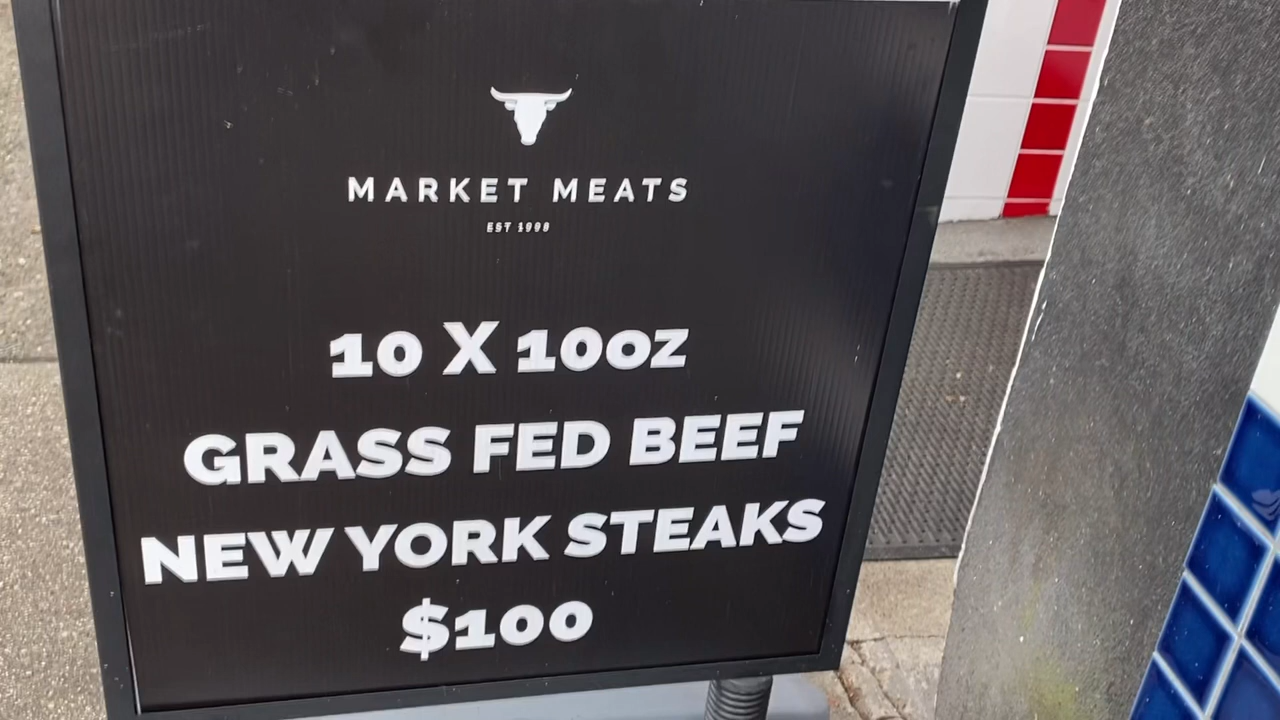 MARKET MEATS
EST 1998
10 X 10OZ
GRASS FED BEEF
NEW YORK STEAKS
$100